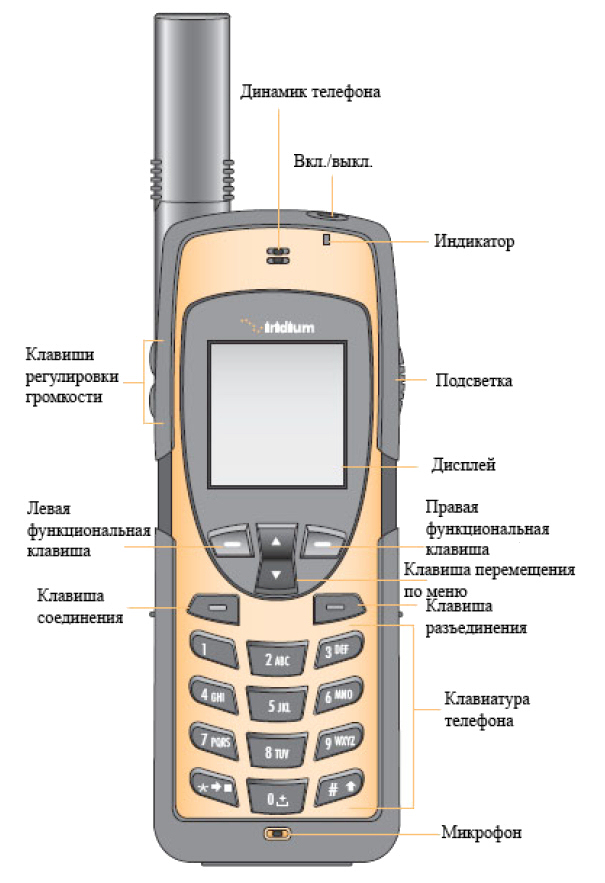 Динамик телефона
Вкл./выкл.
Индикатор
iridium
Клавиши
регулировки
громкости
Подсветка
Дисплей
Левая
функциональная
клавиша
Правая
функциональная
клавиша
Клавиша перемещения
по меню
Клавиша
соединения
Клавиша
разъединения
1
2 ABC
3 DEF
4 GHI
5 JKL
6 MNO
7 PQRS
8 TUV
9 WXYZ
*
0
#
Клавиатура
телефона
Микрофон